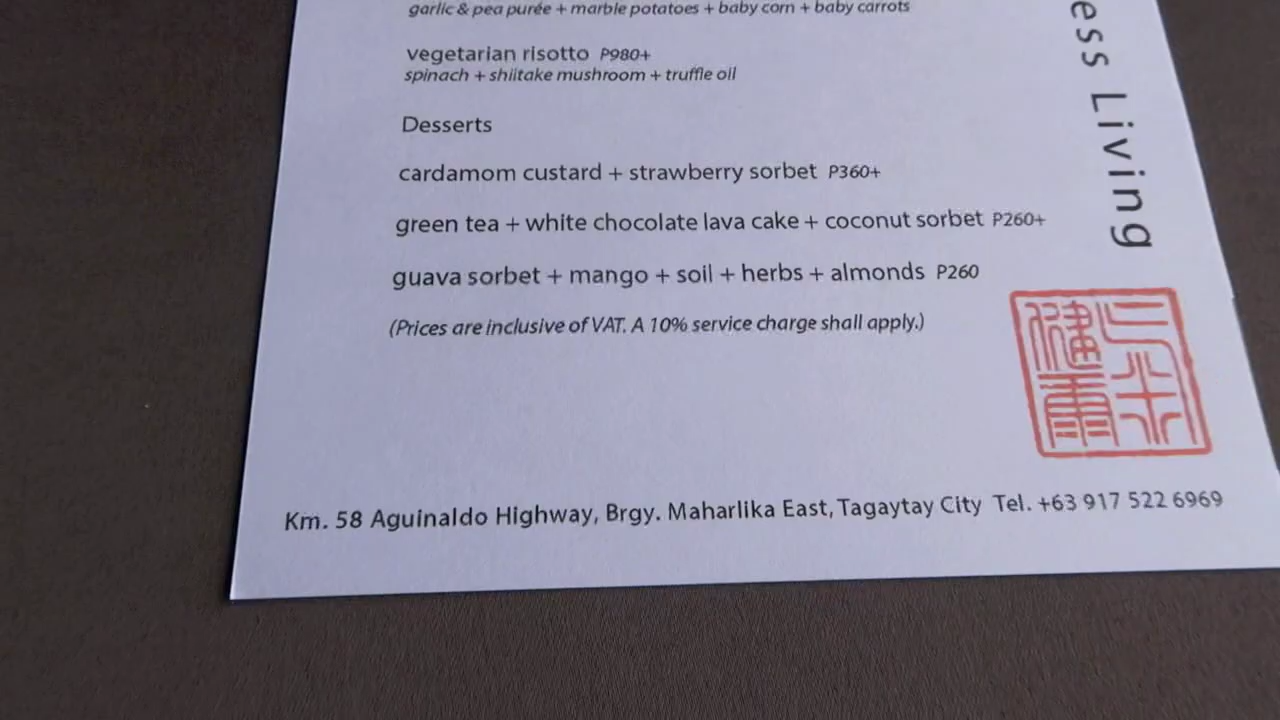 garlic & pea purée + marble potatoes + baby corn + baby carrots
vegetarian risotto P980+
spinach + shiitake mushroom + truffle oil
Desserts
cardamom custard + strawberry sorbet P360+
green tea + white chocolate lava cake + coconut sorbet P260+
guava sorbet + mango + soil + herbs + almonds P260
(Prices are inclusive of VAT. A 10% service charge shall apply.)
Km. 58 Aguinaldo Highway, Brgy. Maharlika East, Tagaytay City Tel. +63 917 522 6969
ess Living